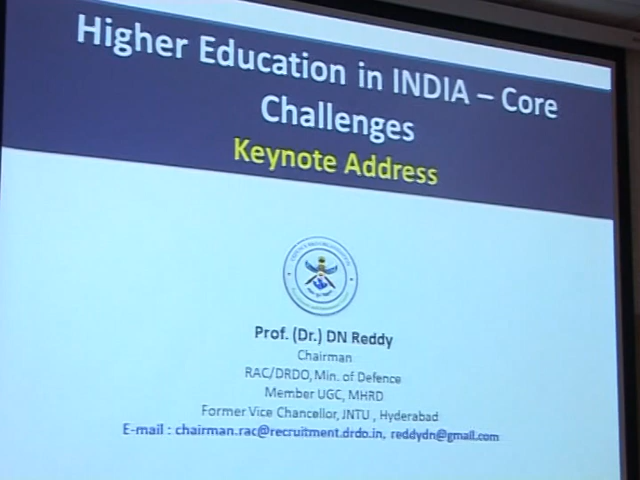 Higher Education in INDIA – Core
Challenges
Keynote Address
Prof. (Dr.) DN Reddy
Chairman
RAC/DRDO, Min. of Defence
Member UGC, MHRD
Former Vice Chancellor, JNTU , Hyderabad
E-mail : chairman.rac@recruitment.drdo.in, reddydn@gmail.com